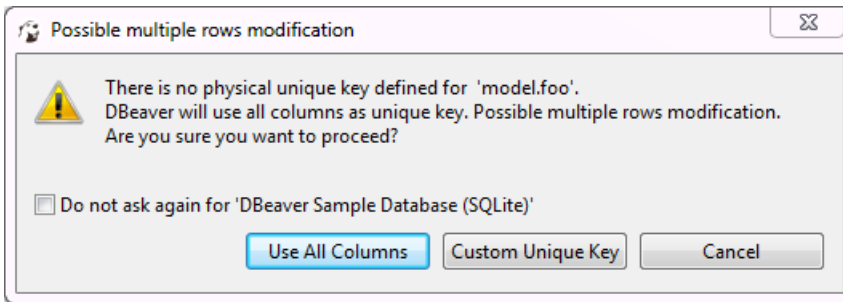 Possible multiple rows modification
There is no physical unique key defined for 'model.foo'.
DBeaver will use all columns as unique key. Possible multiple rows modification.
Are you sure you want to proceed?
Do not ask again for 'DBeaver Sample Database (SQLite)'
Use All Columns Custom Unique Key Cancel